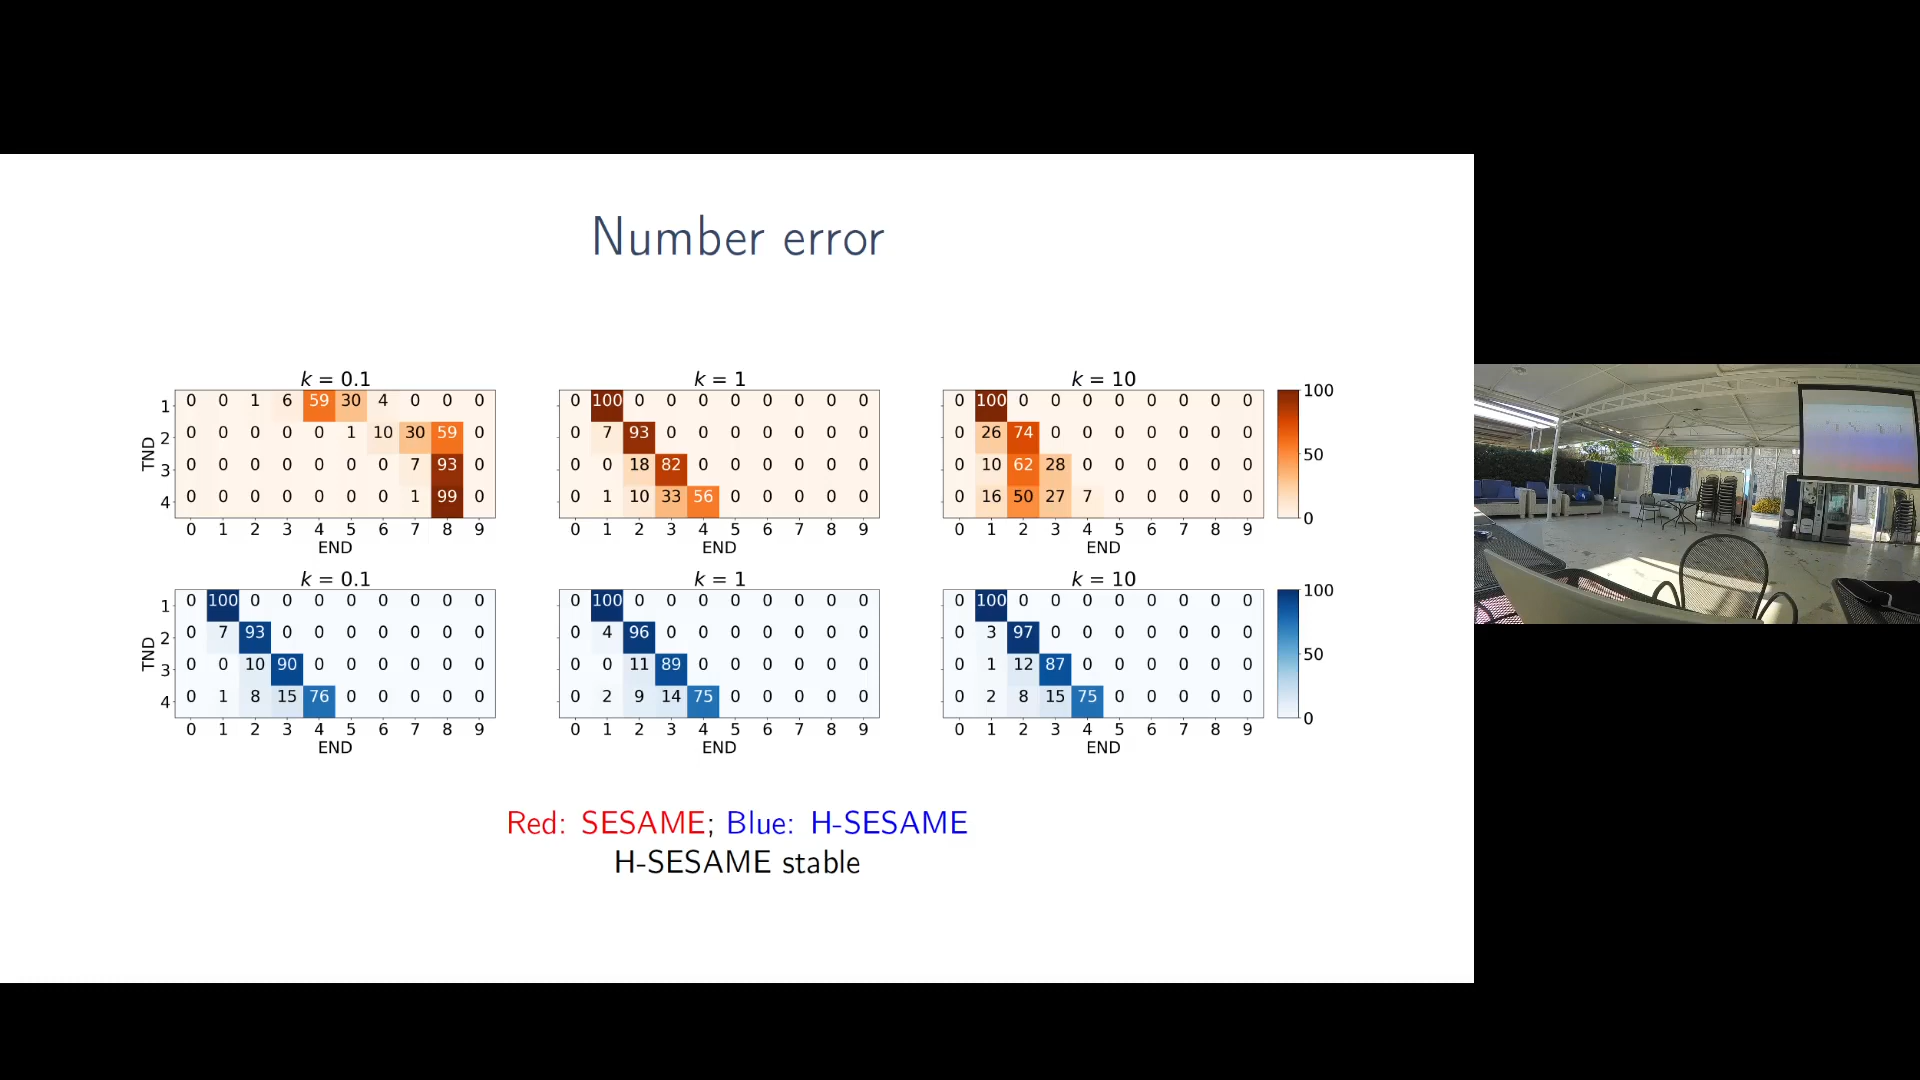 Number error
k = 0.1 k = 1 k = 10
1 0 0 1 6 59 30 4 0 0 0 0 100 0 0 0 0 0 0 0 0 0 100 0 0 0 0 0 0 0 0 100
2 0 0 0 0 0 1 10 30 59 0 0 7 93 0 0 0 0 0 0 0 0 26 74 0 0 0 0 0 0 0
TND
3 0 0 0 0 0 0 0 7 93 0 0 0 18 82 0 0 0 0 0 0 0 10 62 28 0 0 0 0 0 0 50
4 0 0 0 0 0 0 0 1 99 0 0 1 10 33 56 0 0 0 0 0 0 16 50 27 7 0 0 0 0 0
0 1 2 3 4 5 6 7 8 9 0 1 2 3 4 5 6 7 8 9 0 1 2 3 4 5 6 7 8 9 0
END END END
k = 0.1 k = 1 k = 10
1 0 100 0 0 0 0 0 0 0 0 0 100 0 0 0 0 0 0 0 0 0 100 0 0 0 0 0 0 0 0 100
2 0 7 93 0 0 0 0 0 0 0 0 4 96 0 0 0 0 0 0 0 0 3 97 0 0 0 0 0 0 0
TND
3 0 0 10 90 0 0 0 0 0 0 0 0 11 89 0 0 0 0 0 0 0 1 12 87 0 0 0 0 0 0 50
4 0 1 8 15 76 0 0 0 0 0 0 2 9 14 75 0 0 0 0 0 0 2 8 15 75 0 0 0 0 0
0 1 2 3 4 5 6 7 8 9 0 1 2 3 4 5 6 7 8 9 0 1 2 3 4 5 6 7 8 9 0
END END END
Red: SESAME; Blue: H-SESAME
H-SESAME stable